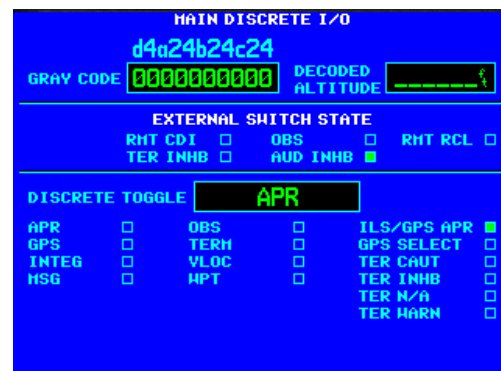 MAIN DISCRETE I/O
d4a24b24c24
GRAY CODE 0000000000 DECODED ALTITUDE ______ft
EXTERNAL SWITCH STATE
RMT CDI OBS RMT RCL
TER INHB AUD INHB
DISCRETE TOGGLE APR
APR OBS ILS/GPS APR
GPS TERM GPS SELECT
INTEG VLOC TER CAUT
MSG WPT TER INHB
TER N/A
TER WARN